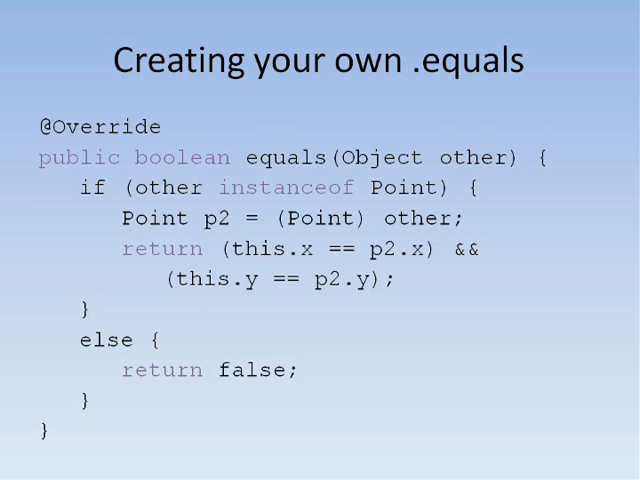 Creating your own .equals
@Override
public boolean equals(Object other) {
if (other instanceof Point) {
Point p2 = (Point) other;
return (this.x == p2.x) &&
(this.y == p2.y);
}
else {
return false;
}
}